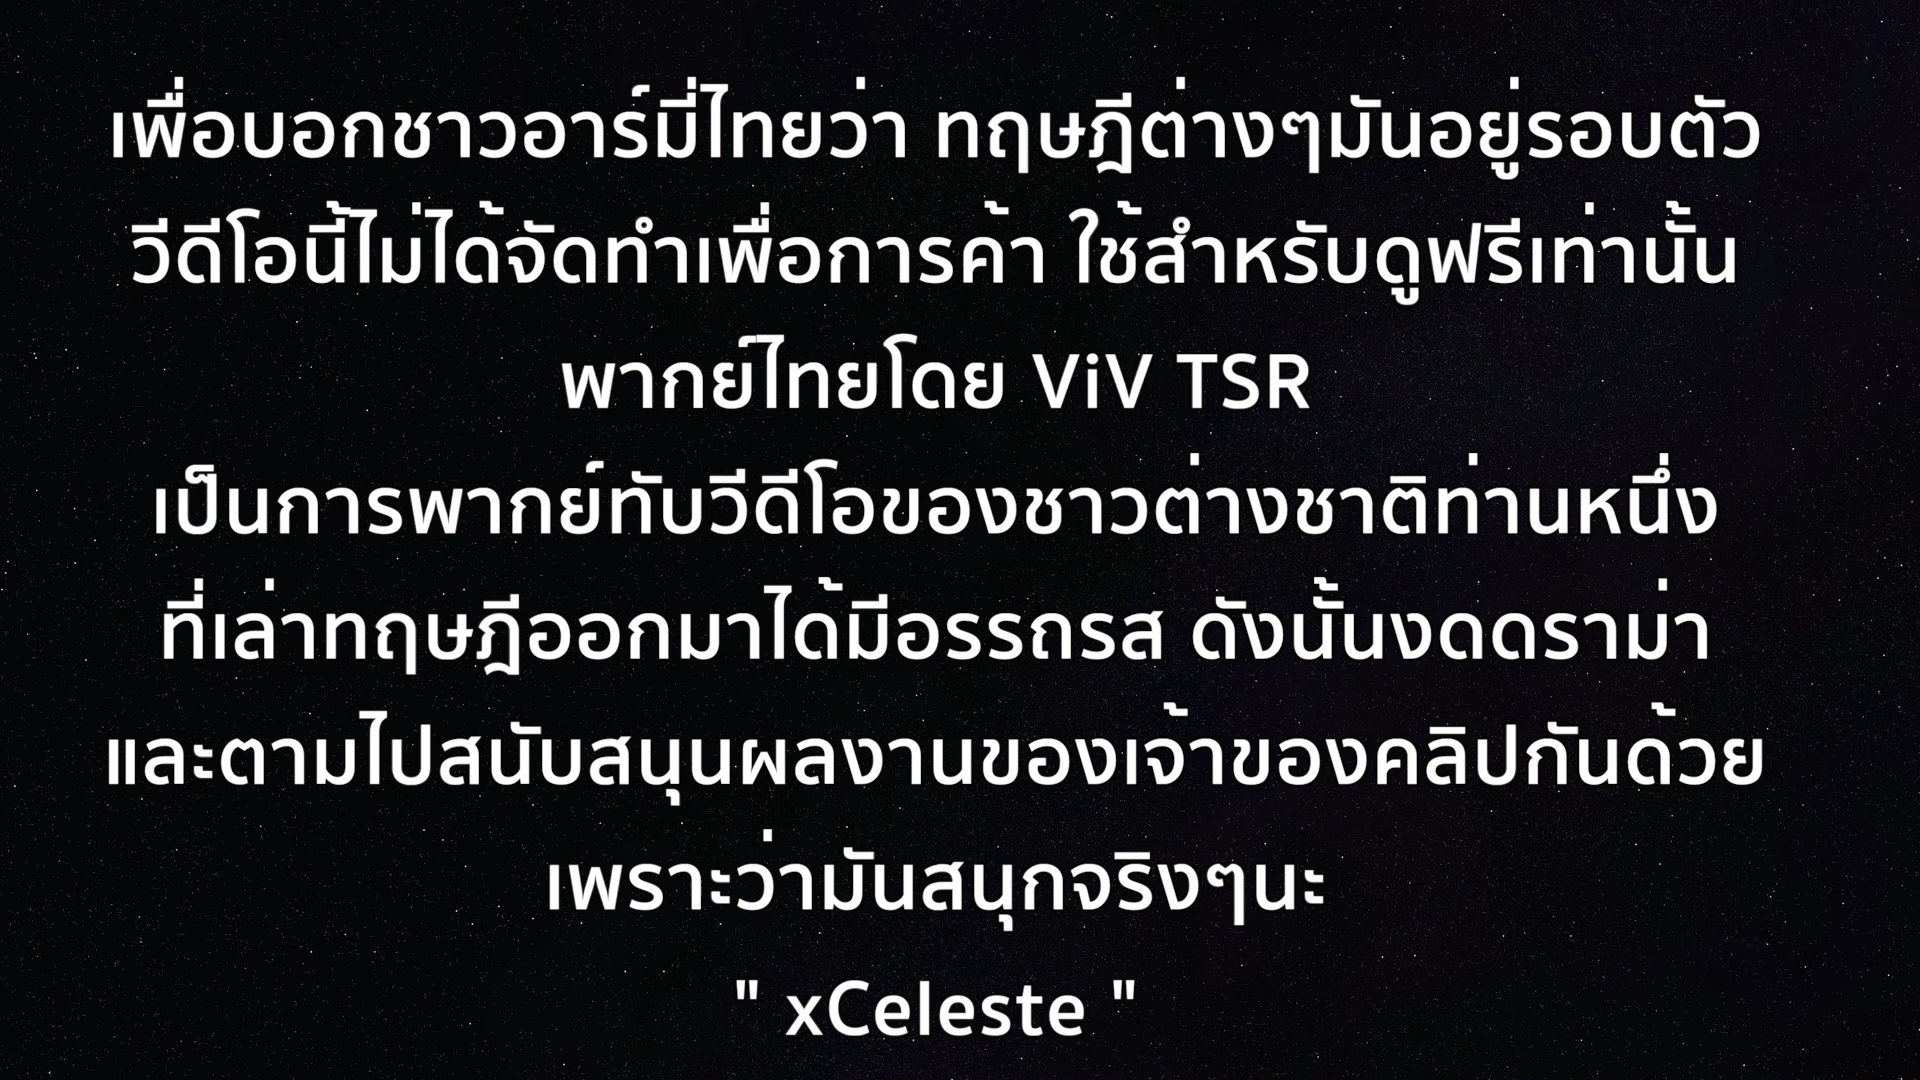 เพื่อบอกชาวอาร์มี่ไทยว่า ทฤษฎีต่างๆมันอยู่รอบตัว
วีดีโอนี้ไม่ได้จัดทำเพื่อการค้า ใช้สำหรับดูฟรีเท่านั้น
พากย์ไทยโดย ViV TSR
เป็นการพากย์ทับวีดีโอของชาวต่างชาติท่านหนึ่ง
ที่เล่าทฤษฎีออกมาได้มีอรรถรส ดังนั้นงดดราม่า
และตามไปสนับสนุนผลงานของเจ้าของคลิปกันด้วย
เพราะว่ามันสนุกจริงๆนะ
" xCeleste "